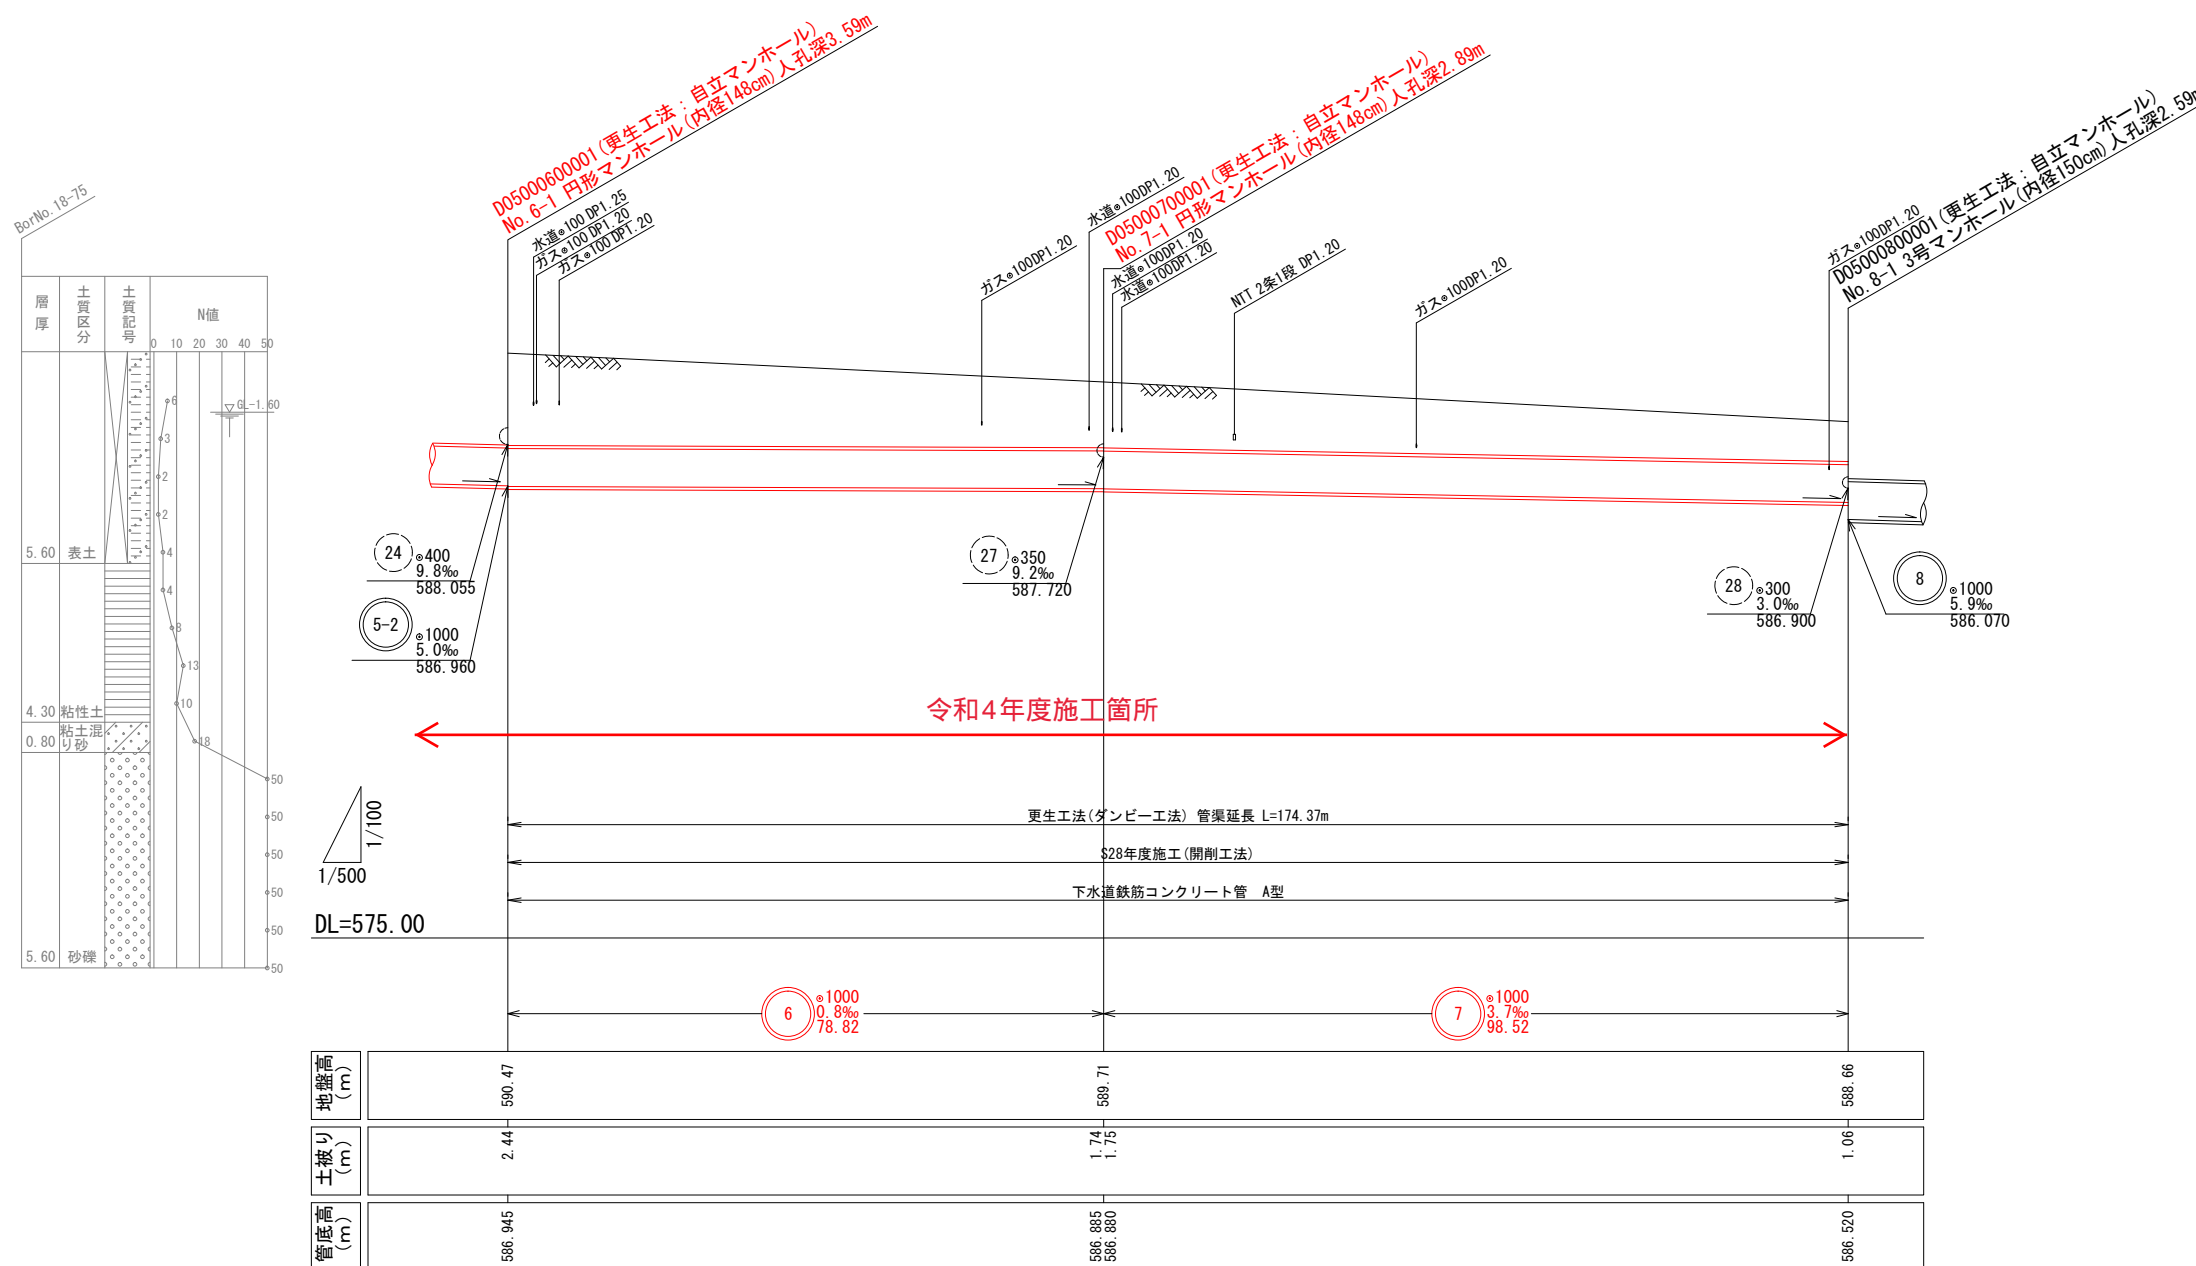 BorNo.18-75
層厚
土質区分
土質記号
N値
0 10 20 30 40 50
GL-1.60
6
3
2
2
4
4
8
13
10
18
50
50
50
50
50
50
5.60 表土
4.30 粘性土
0.80 粘土混り砂
5.60 砂礫
D05000600001(更生工法：自立マンホール)
No.6-1 円形マンホール(内径148cm)人孔深3.59m
水道⌀100 DP1.25
ガス⌀100 DP1.20
ガス⌀100 DP1.20
ガス⌀100DP1.20
水道⌀100DP1.20
D05000700001(更生工法：自立マンホール)
No.7-1 円形マンホール(内径148cm)人孔深2.89m
水道⌀100DP1.20
水道⌀100DP1.20
NTT 2条1段 DP1.20
ガス⌀100DP1.20
ガス⌀100DP1.20
D05000800001(更生工法：自立マンホール)
No.8-1 3号マンホール(内径150cm)人孔深2.59m
24 ⌀400
9.8‰
588.055
5-2 ⌀1000
5.0‰
586.960
27 ⌀350
9.2‰
587.720
28 ⌀300
3.0‰
586.900
8 ⌀1000
5.9‰
586.070
令和4年度施工箇所
1/100
1/500
更生工法(ダンビー工法) 管渠延長 L=174.37m
S28年度施工(開削工法)
下水道鉄筋コンクリート管 A型
DL=575.00
6 ⌀1000
0.8‰
78.82
7 ⌀1000
3.7‰
98.52
地盤高(m)
590.47
589.71
588.66
土被り(m)
2.44
1.74
1.75
1.06
管底高(m)
586.945
586.885
586.880
586.520